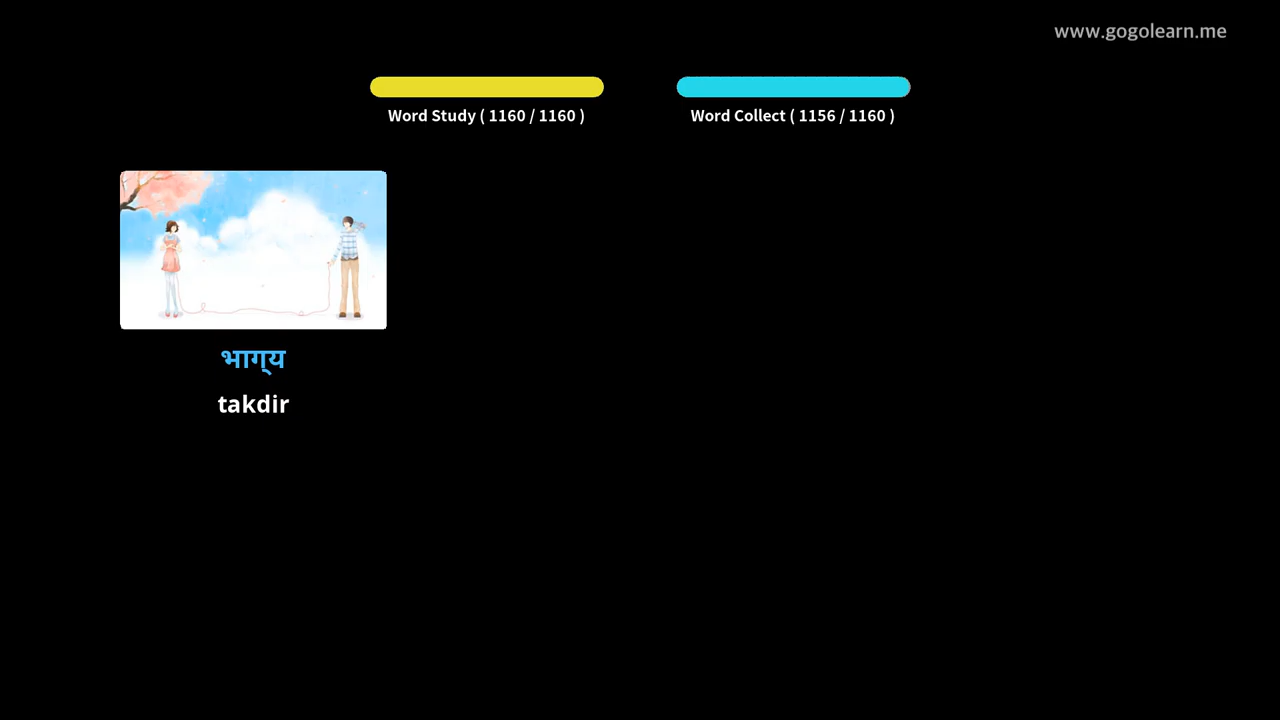 www.gogolearn.me
Word Study ( 1160 / 1160 )
Word Collect ( 1156 / 1160 )
भाग्य
takdir